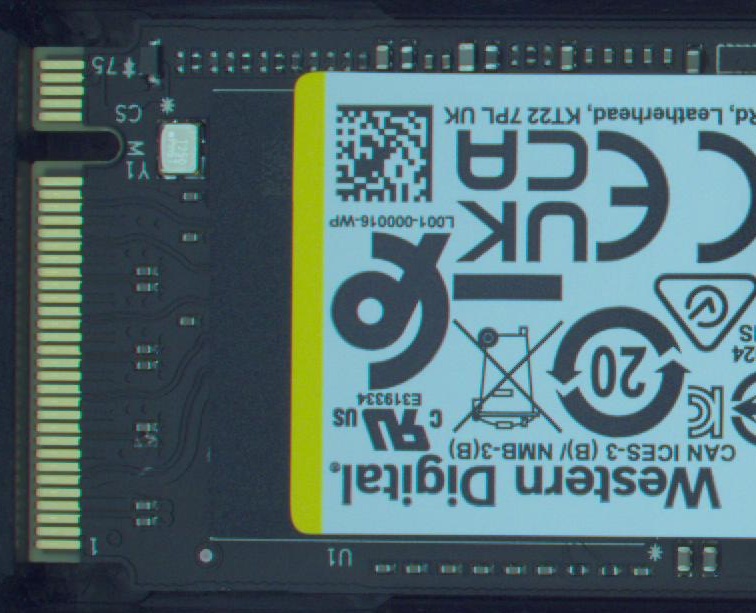 Western Digital.
CAN ICES-3 (B)/ NMB-3(B)
c UL US
E319334
20
UK
CA
CE
L001-000016-WP
Rd, Leatherhead, KT22 7PL UK
U1
1
Y1
M
CS
75